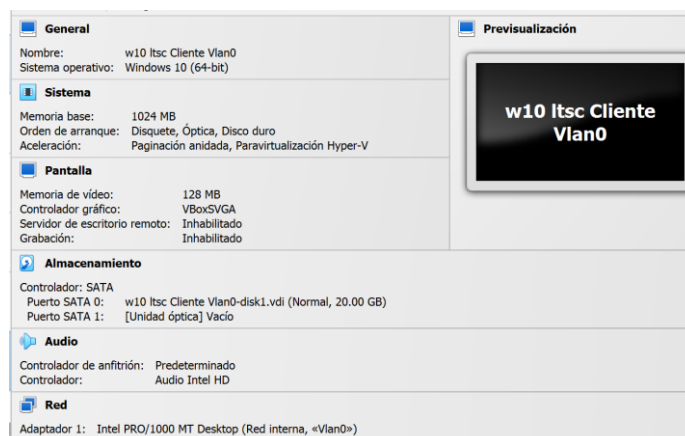 General
Nombre: w10 ltsc Cliente Vlan0
Sistema operativo: Windows 10 (64-bit)
Sistema
Memoria base: 1024 MB
Orden de arranque: Disquete, Óptica, Disco duro
Aceleración: Paginación anidada, Paravirtualización Hyper-V
Pantalla
Memoria de vídeo: 128 MB
Controlador gráfico: VBoxSVGA
Servidor de escritorio remoto: Inhabilitado
Grabación: Inhabilitado
Almacenamiento
Controlador: SATA
Puerto SATA 0: w10 ltsc Cliente Vlan0-disk1.vdi (Normal, 20.00 GB)
Puerto SATA 1: [Unidad óptica] Vacío
Audio
Controlador de anfitrión: Predeterminado
Controlador: Audio Intel HD
Red
Adaptador 1: Intel PRO/1000 MT Desktop (Red interna, «Vlan0»)
Previsualización
w10 ltsc Cliente
Vlan0